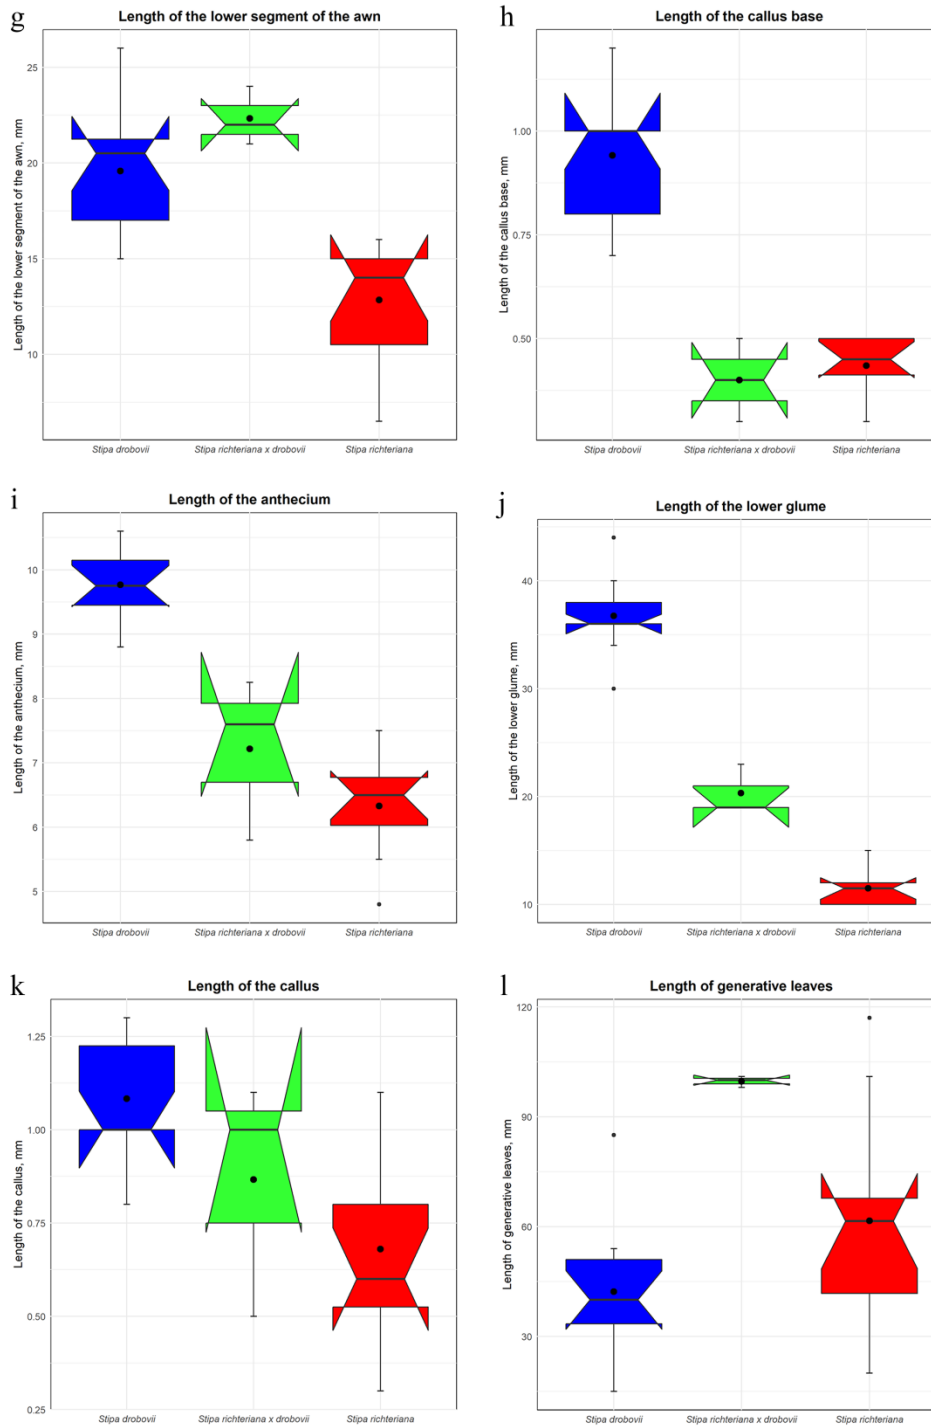 g
Length of the lower segment of the awn
Length of the lower segment of the awn, mm
25
20
15
10
Stipa drobovii
Stipa richteriana x drobovii
Stipa richteriana
h
Length of the callus base
Length of the callus base, mm
1.00
0.75
0.50
Stipa drobovii
Stipa richteriana x drobovii
Stipa richteriana
i
Length of the anthecium
Length of the anthecium, mm
10
9
8
7
6
5
Stipa drobovii
Stipa richteriana x drobovii
Stipa richteriana
j
Length of the lower glume
Length of the lower glume, mm
40
30
20
10
Stipa drobovii
Stipa richteriana x drobovii
Stipa richteriana
k
Length of the callus
Length of the callus, mm
1.25
1.00
0.75
0.50
0.25
Stipa drobovii
Stipa richteriana x drobovii
Stipa richteriana
l
Length of generative leaves
Length of generative leaves, mm
120
90
60
30
Stipa drobovii
Stipa richteriana x drobovii
Stipa richteriana